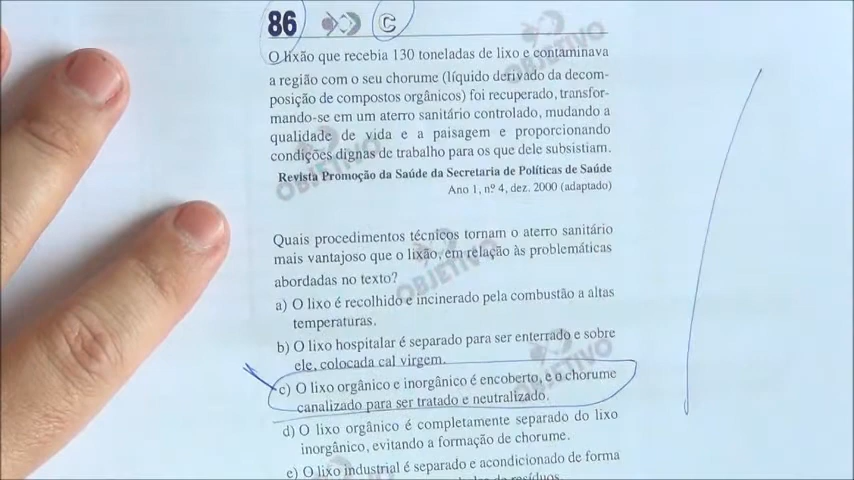 86 C
O lixão que recebia 130 toneladas de lixo e contaminava
a região com o seu chorume (líquido derivado da decom-
posição de compostos orgânicos) foi recuperado, transfor-
mando-se em um aterro sanitário controlado, mudando a
qualidade de vida e a paisagem e proporcionando
condições dignas de trabalho para os que dele subsistiam.
Revista Promoção da Saúde da Secretaria de Políticas de Saúde
Ano 1, n.º 4, dez. 2000 (adaptado)
Quais procedimentos técnicos tornam o aterro sanitário
mais vantajoso que o lixão, em relação às problemáticas
abordadas no texto?
a) O lixo é recolhido e incinerado pela combustão a altas
temperaturas.
b) O lixo hospitalar é separado para ser enterrado e sobre
ele, colocada cal virgem.
c) O lixo orgânico e inorgânico é encoberto, e o chorume
canalizado para ser tratado e neutralizado.
d) O lixo orgânico é completamente separado do lixo
inorgânico, evitando a formação de chorume.
e) O lixo industrial é separado e acondicionado de forma
de resíduos.
OBJETIVO
OBJETIVO
OBJETIVO
OBJETIVO